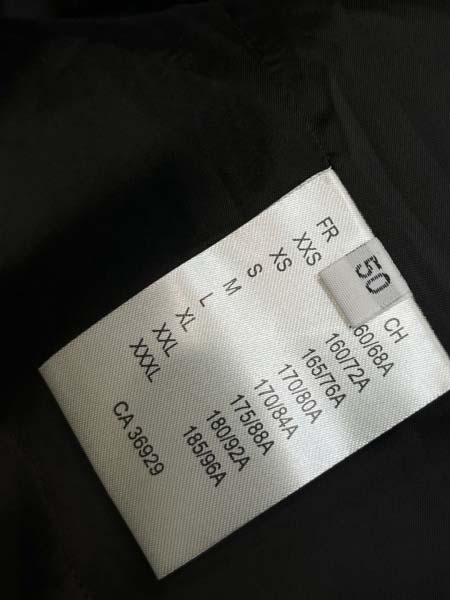 FR CH
50
XXS 160/68A
XS 160/72A
S 165/76A
M 170/80A
L 170/84A
XL 175/88A
XXL 180/92A
XXXL 185/96A
CA 36929